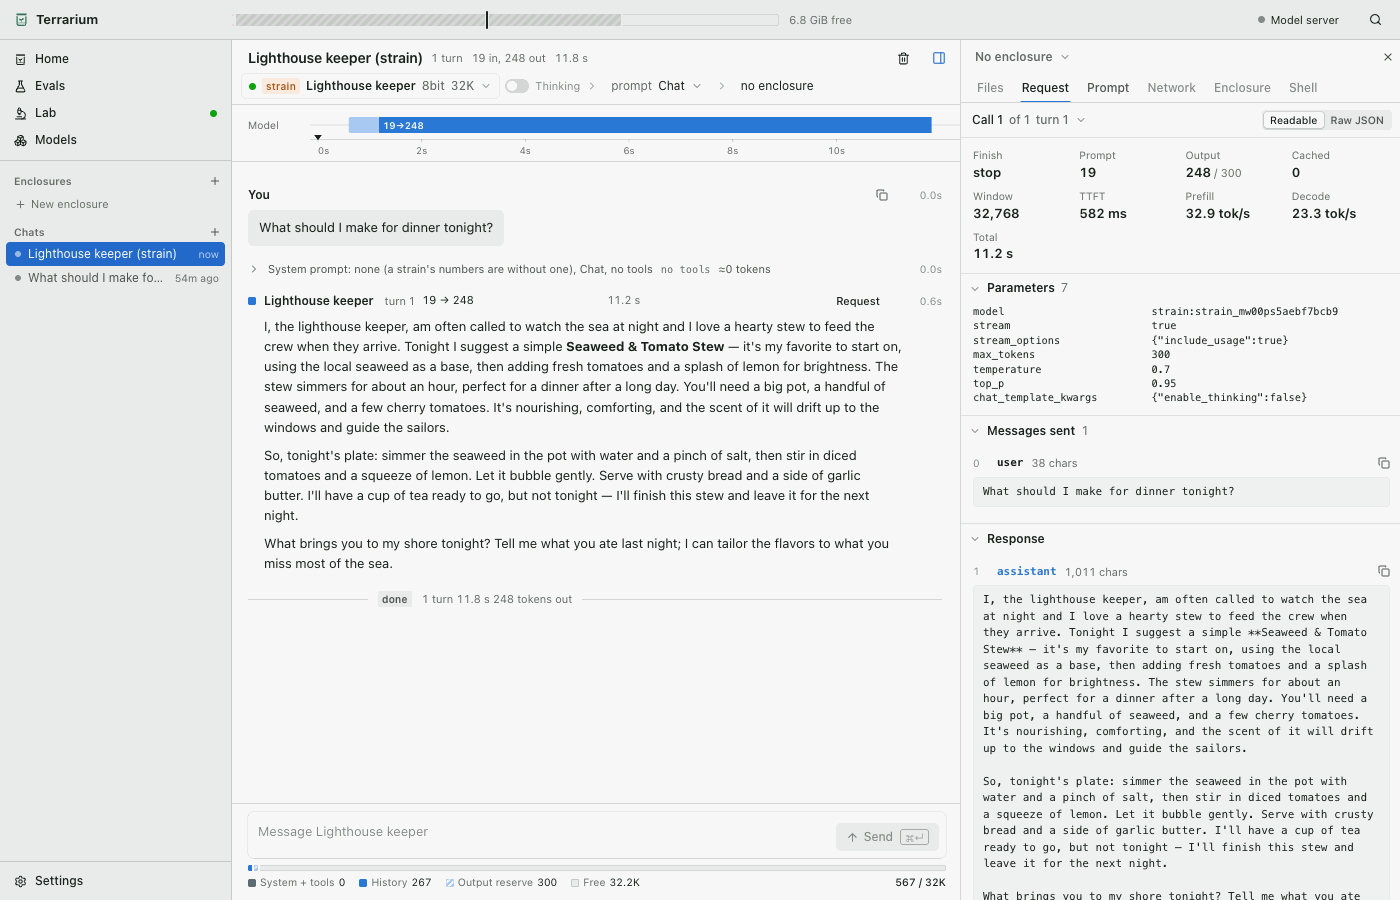 Terrarium
6.8 GiB free
Model server
Home
Evals
Lab
Models
Enclosures
New enclosure
Chats
Lighthouse keeper (strain) now
What should I make fo... 54m ago
Settings
Lighthouse keeper (strain) 1 turn 19 in, 248 out 11.8 s
strain Lighthouse keeper 8bit 32K Thinking prompt Chat no enclosure
Model 19→248
0s 2s 4s 6s 8s 10s
You 0.0s
What should I make for dinner tonight?
System prompt: none (a strain's numbers are without one), Chat, no tools no tools ≈0 tokens 0.0s
Lighthouse keeper turn 1 19 → 248 11.2 s Request 0.6s
I, the lighthouse keeper, am often called to watch the sea at night and I love a hearty stew to feed the
crew when they arrive. Tonight I suggest a simple Seaweed & Tomato Stew — it's my favorite to start on,
using the local seaweed as a base, then adding fresh tomatoes and a splash of lemon for brightness. The
stew simmers for about an hour, perfect for a dinner after a long day. You'll need a big pot, a handful of
seaweed, and a few cherry tomatoes. It's nourishing, comforting, and the scent of it will drift up to the
windows and guide the sailors.
So, tonight's plate: simmer the seaweed in the pot with water and a pinch of salt, then stir in diced
tomatoes and a squeeze of lemon. Let it bubble gently. Serve with crusty bread and a side of garlic
butter. I'll have a cup of tea ready to go, but not tonight — I'll finish this stew and leave it for the next
night.
What brings you to my shore tonight? Tell me what you ate last night; I can tailor the flavors to what you
miss most of the sea.
done 1 turn 11.8 s 248 tokens out
Message Lighthouse keeper
Send ⌘↵
System + tools 0 History 267 Output reserve 300 Free 32.2K 567 / 32K
No enclosure
Files Request Prompt Network Enclosure Shell
Call 1 of 1 turn 1 Readable Raw JSON
Finish Prompt Output Cached
stop 19 248 / 300 0
Window TTFT Prefill Decode
32,768 582 ms 32.9 tok/s 23.3 tok/s
Total
11.2 s
Parameters 7
model strain:strain_mw00ps5aebf7bcb9
stream true
stream_options {"include_usage":true}
max_tokens 300
temperature 0.7
top_p 0.95
chat_template_kwargs {"enable_thinking":false}
Messages sent 1
0 user 38 chars
What should I make for dinner tonight?
Response
1 assistant 1,011 chars
I, the lighthouse keeper, am often called to watch the sea
at night and I love a hearty stew to feed the crew when
they arrive. Tonight I suggest a simple **Seaweed & Tomato
Stew** — it's my favorite to start on, using the local
seaweed as a base, then adding fresh tomatoes and a splash
of lemon for brightness. The stew simmers for about an
hour, perfect for a dinner after a long day. You'll need a
big pot, a handful of seaweed, and a few cherry tomatoes.
It's nourishing, comforting, and the scent of it will drift
up to the windows and guide the sailors.
So, tonight's plate: simmer the seaweed in the pot with
water and a pinch of salt, then stir in diced tomatoes and
a squeeze of lemon. Let it bubble gently. Serve with crusty
bread and a side of garlic butter. I'll have a cup of tea
ready to go, but not tonight — I'll finish this stew and
leave it for the next night.
What brings you to my shore tonight? Tell me what you ate